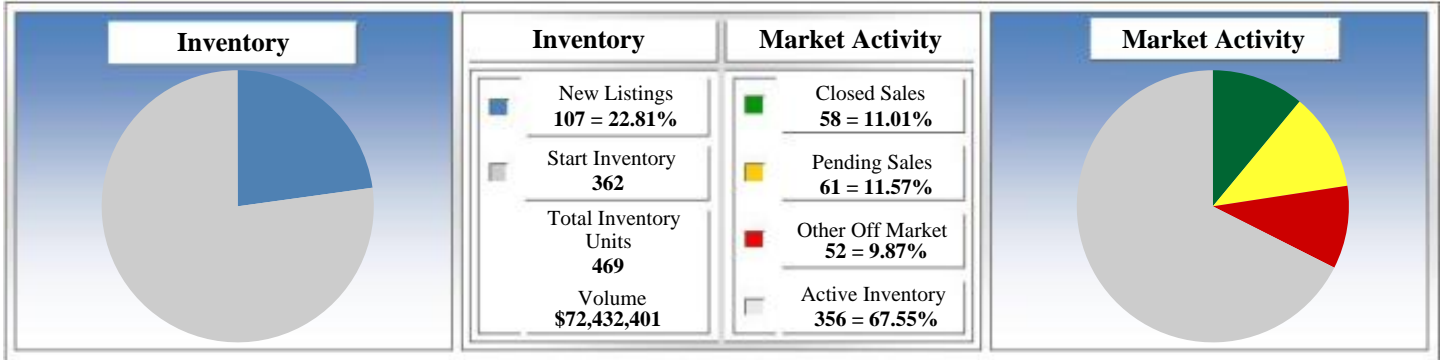 Inventory
Inventory
Market Activity
New Listings
107 = 22.81%
Start Inventory
362
Total Inventory
Units
469
Volume
$72,432,401
Closed Sales
58 = 11.01%
Pending Sales
61 = 11.57%
Other Off Market
52 = 9.87%
Active Inventory
356 = 67.55%
Market Activity